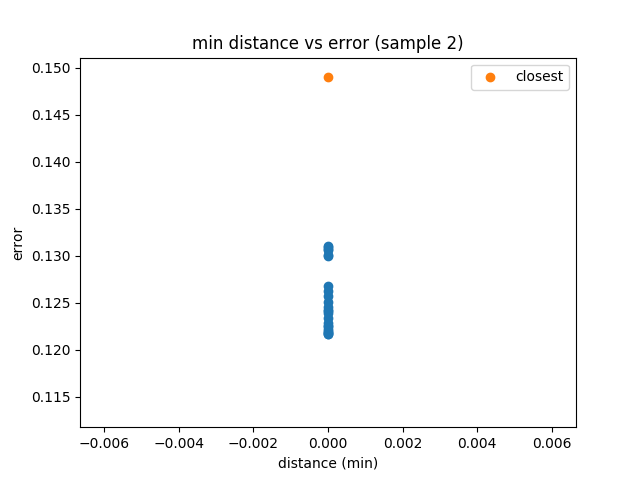 min distance vs error (sample 2)
closest
0.150
0.145
0.140
0.135
0.130
0.125
0.120
0.115
error
−0.006 −0.004 −0.002 0.000 0.002 0.004 0.006
distance (min)